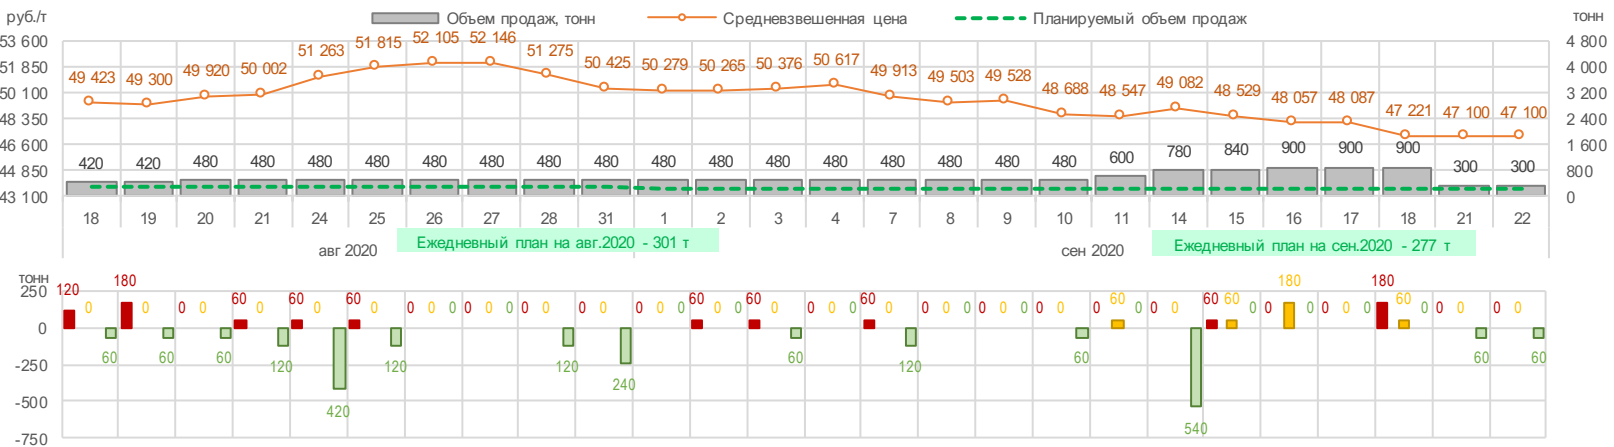 руб./т Объем продаж, тонн Средневзвешенная цена Планируемый объем продаж тонн
53 600 4 800
51 850 4 000
50 100 3 200
48 350 2 400
46 600 1 600
44 850 800
43 100 0
49 423 49 300 49 920 50 002 51 263 51 815 52 105 52 146 51 275 50 425 50 279 50 265 50 376 50 617 49 913 49 503 49 528 48 688 48 547 49 082 48 529 48 057 48 087 47 221 47 100 47 100
420 420 480 480 480 480 480 480 480 480 480 480 480 480 480 480 480 480 600 780 840 900 900 900 300 300
18 19 20 21 24 25 26 27 28 31 1 2 3 4 7 8 9 10 11 14 15 16 17 18 21 22
авг 2020 Ежедневный план на авг.2020 - 301 т сен 2020 Ежедневный план на сен.2020 - 277 т
тонн
250
0
-250
-500
-750
120 0 180 0 0 0 60 0 60 0 60 0 0 0 0 0 0 0 0 0 0 0 0 0 0 60 0 0 60 0 0 0 0 60 0 0 0 0 0 0 0 0 0 0 60 0 0 0 60 60 0 0 180 0 0 0 0 180 60 0 0 0 0 0
60 60 60 120 420 120 120 240 60 120 60 540 60 60